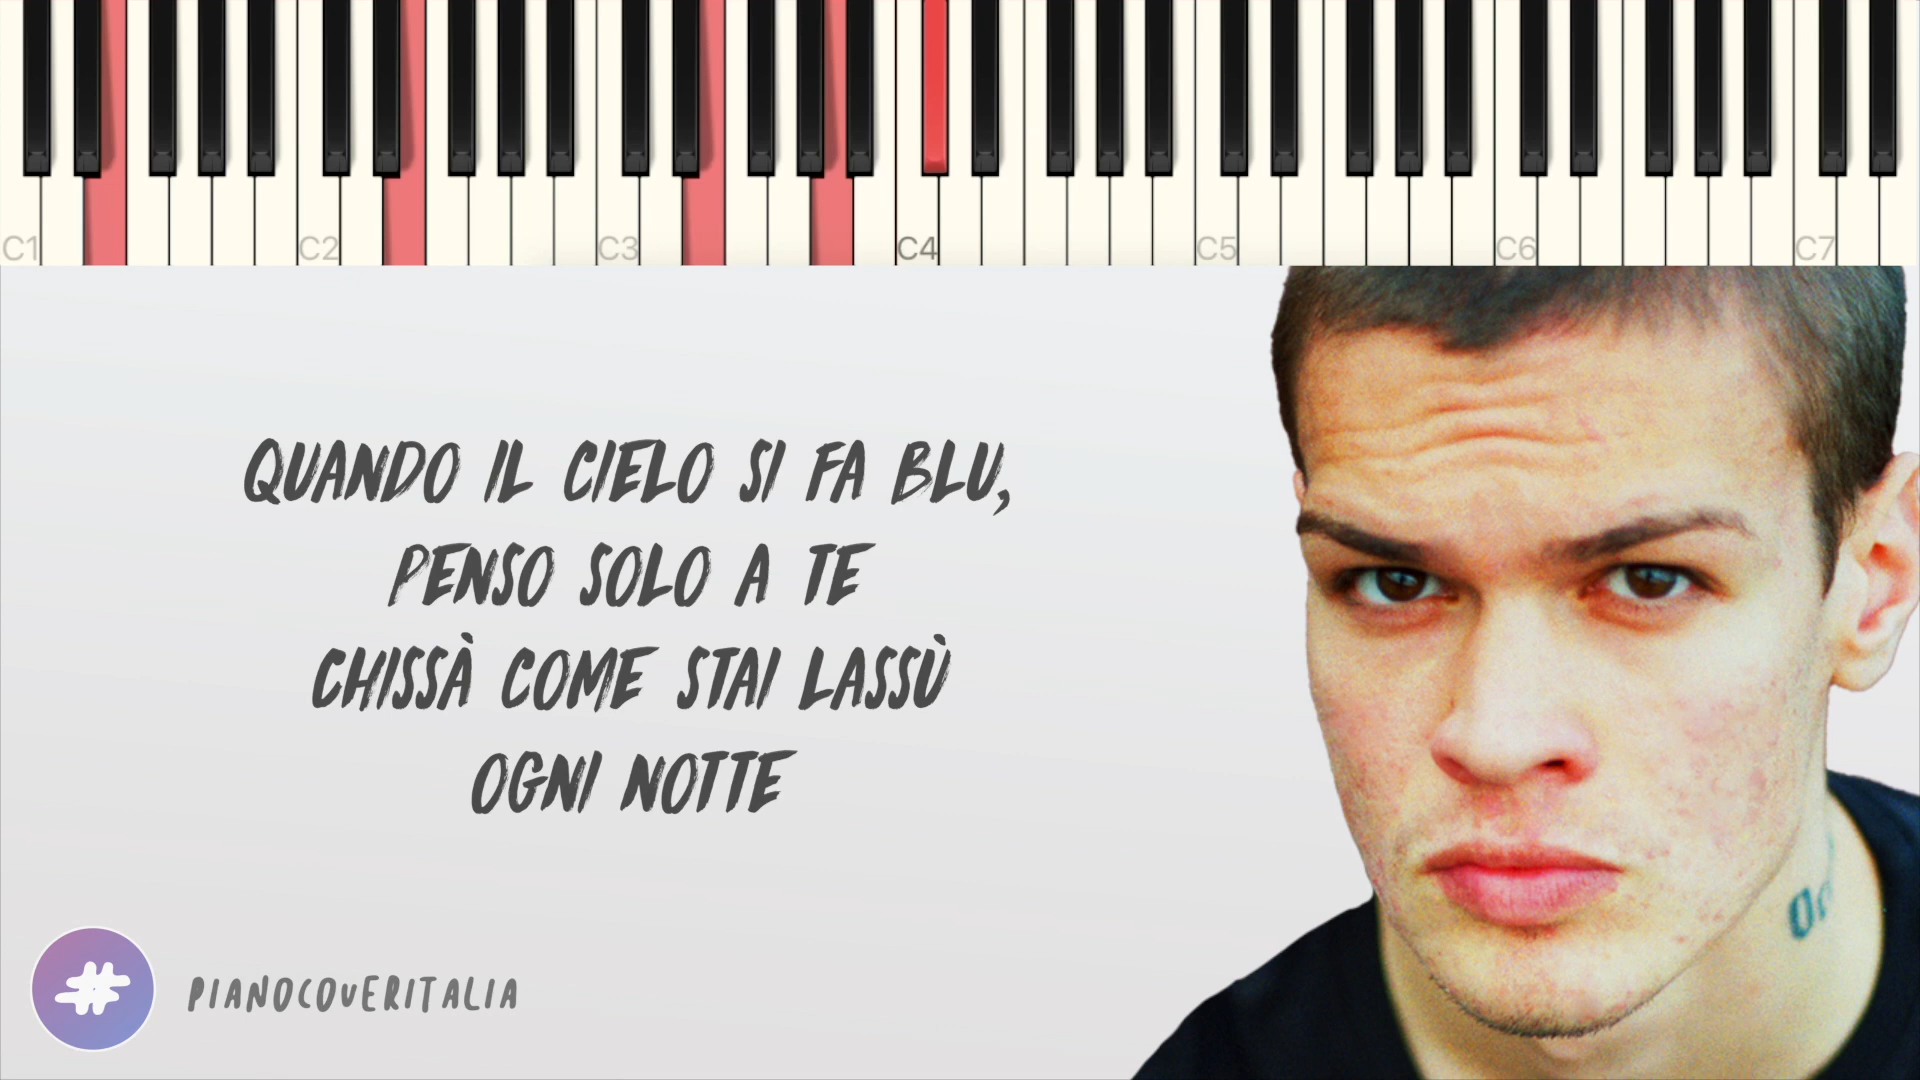 C1 C2 C3 C4 C5 C6 C7
QUANDO IL CIELO SI FA BLU,
PENSO SOLO A TE
CHISSÀ COME STAI LASSÙ
OGNI NOTTE
#
PIANOCOVERITALIA